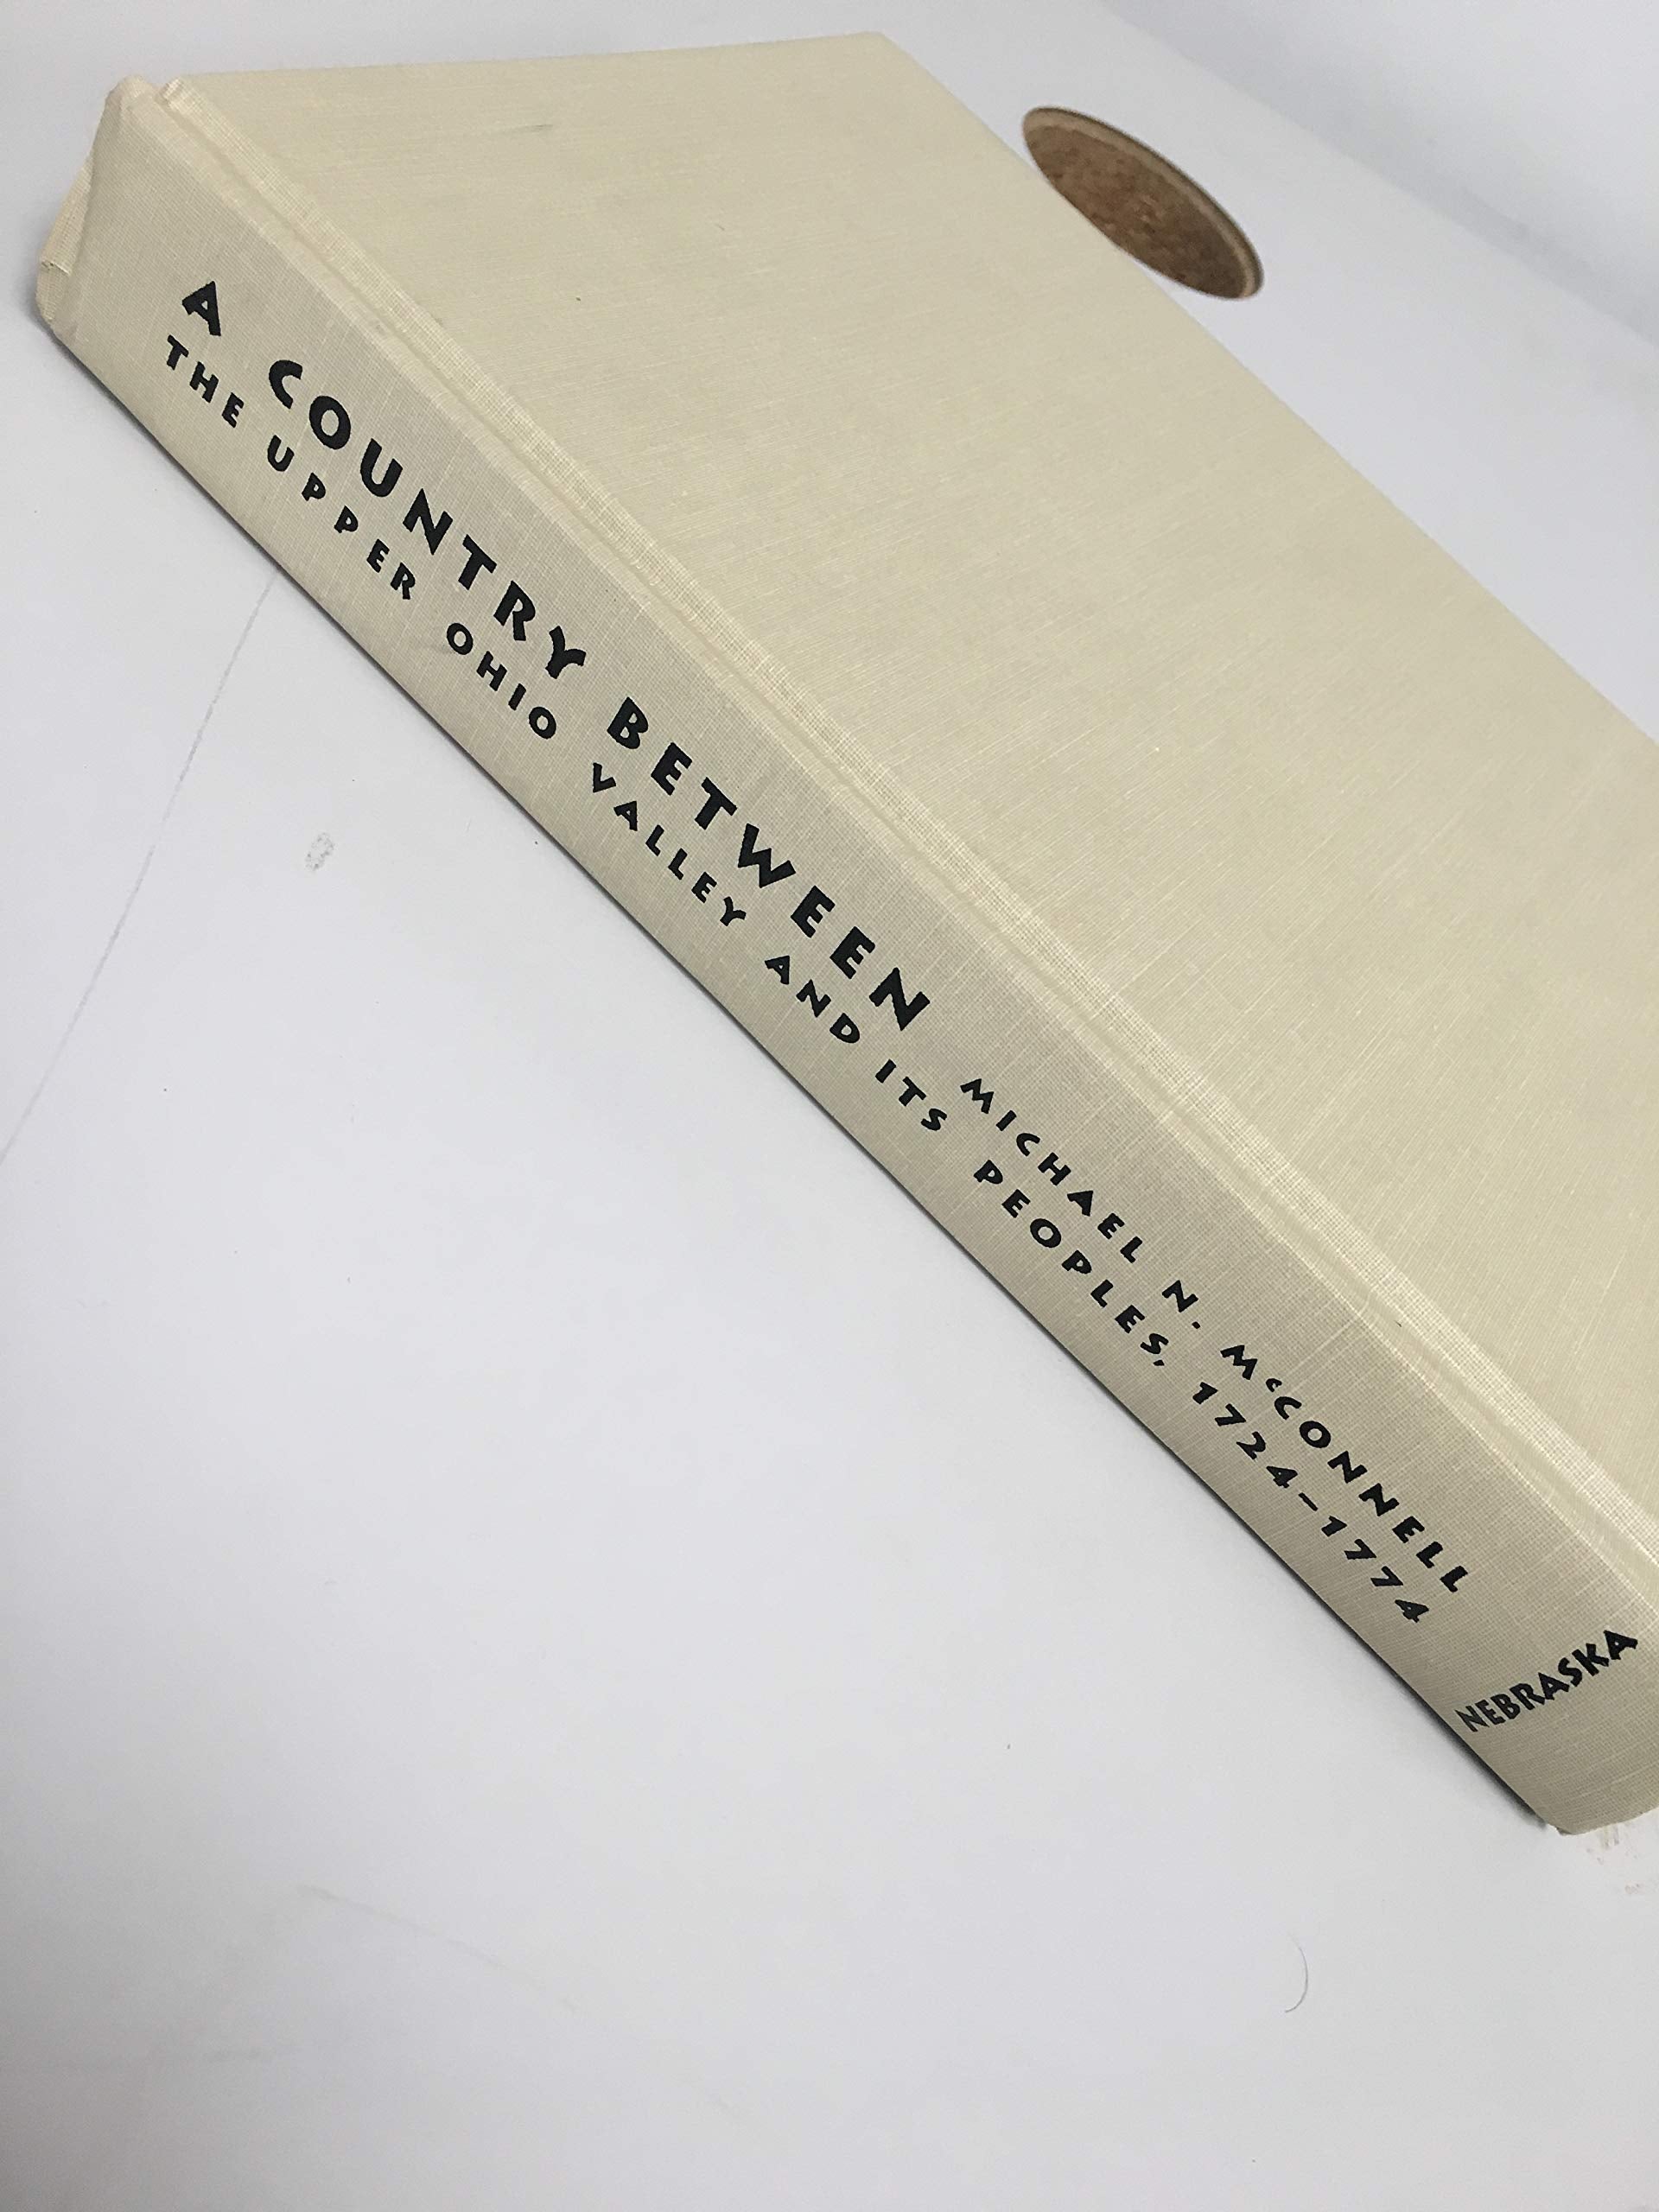 A COUNTRY BETWEEN
THE UPPER OHIO VALLEY AND ITS PEOPLES, 1724–1774
MICHAEL N. McCONNELL
NEBRASKA